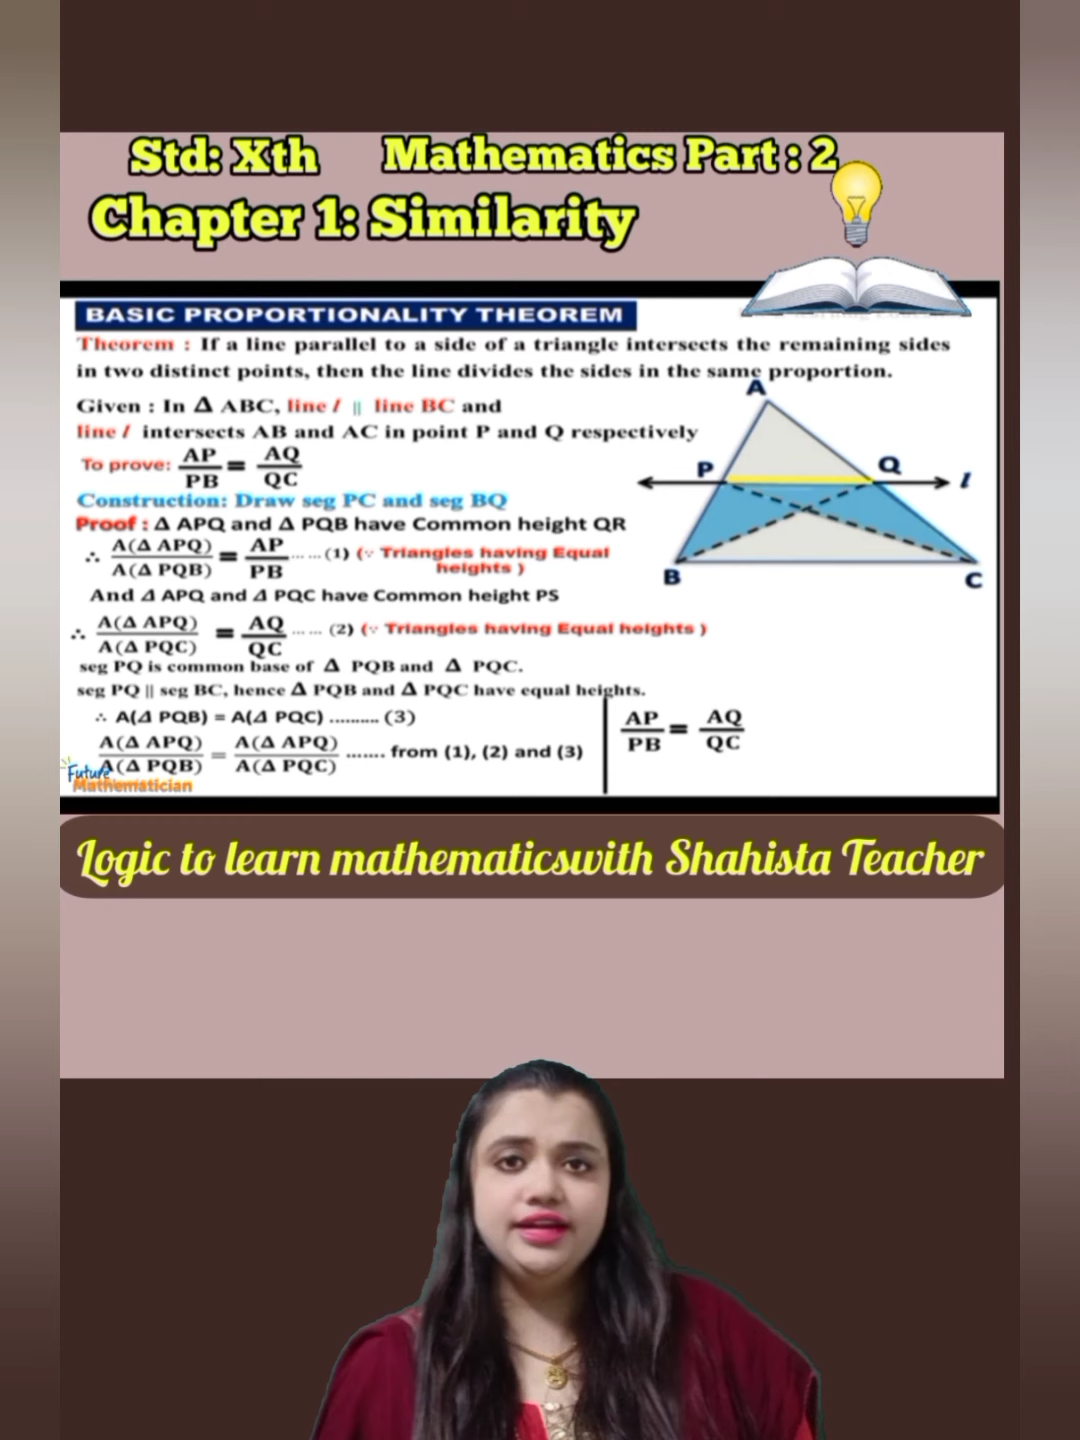 Std: Xth Mathematics Part : 2
Chapter 1: Similarity
BASIC PROPORTIONALITY THEOREM
Theorem : If a line parallel to a side of a triangle intersects the remaining sides
in two distinct points, then the line divides the sides in the same proportion.
Given : In Δ ABC, line l || line BC and
line l intersects AB and AC in point P and Q respectively
To prove: AP/PB = AQ/QC
Construction: Draw seg PC and seg BQ
Proof : Δ APQ and Δ PQB have Common height QR
∴ A(Δ APQ)/A(Δ PQB) = AP/PB ... ... (1) (∵ Triangles having Equal
heights )
And Δ APQ and Δ PQC have Common height PS
∴ A(Δ APQ)/A(Δ PQC) = AQ/QC ... ... (2) (∵ Triangles having Equal heights )
seg PQ is common base of Δ PQB and Δ PQC.
seg PQ || seg BC, hence Δ PQB and Δ PQC have equal heights.
∴ A(Δ PQB) = A(Δ PQC) .......... (3)
A(Δ APQ)/A(Δ PQB) = A(Δ APQ)/A(Δ PQC) ....... from (1), (2) and (3)
AP/PB = AQ/QC
A
P
Q
l
B
C
Future
Mathematician
Logic to learn mathematicswith Shahista Teacher